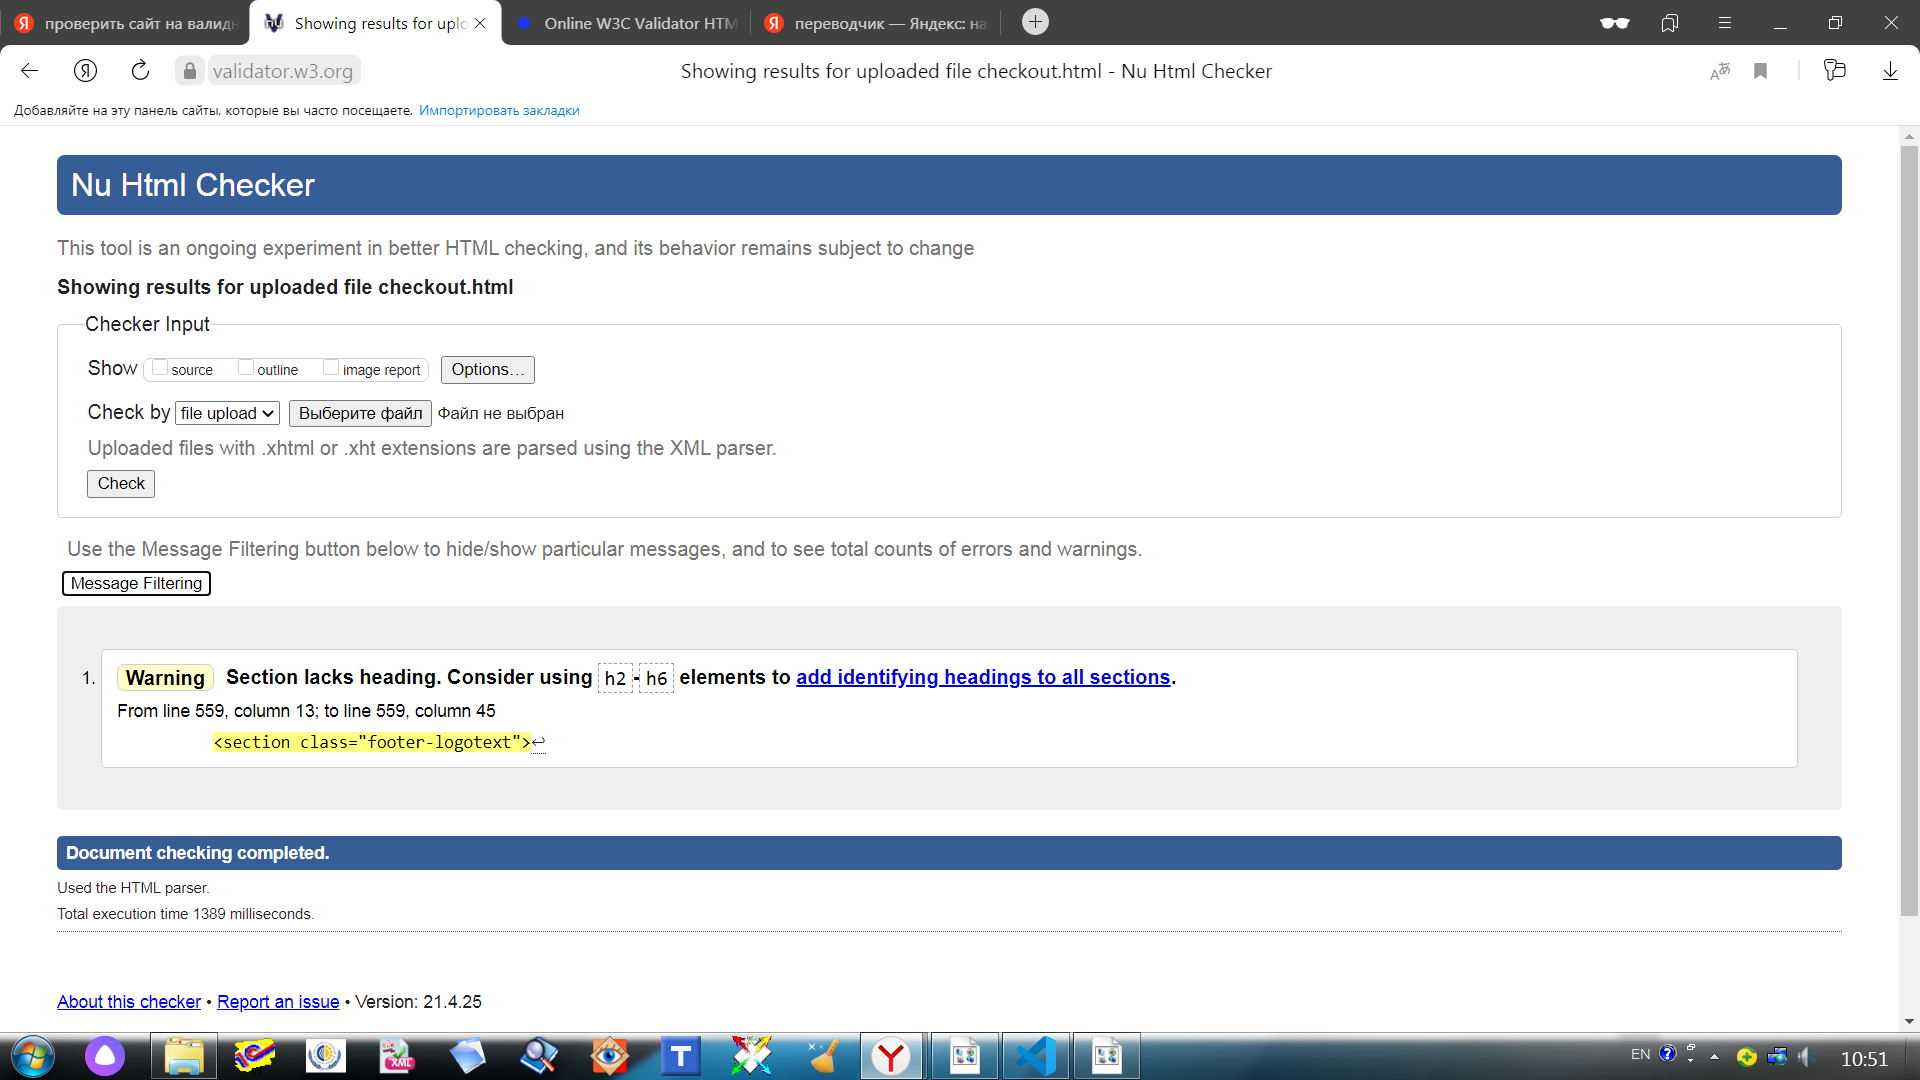 проверить сайт на валидн
Showing results for uplo
Online W3C Validator HTM
переводчик — Яндекс: на
validator.w3.org
Showing results for uploaded file checkout.html - Nu Html Checker
Добавляйте на эту панель сайты, которые вы часто посещаете. Импортировать закладки
Nu Html Checker
This tool is an ongoing experiment in better HTML checking, and its behavior remains subject to change
Showing results for uploaded file checkout.html
Checker Input
Show source outline image report Options...
Check by file upload Выберите файл Файл не выбран
Uploaded files with .xhtml or .xht extensions are parsed using the XML parser.
Check
Use the Message Filtering button below to hide/show particular messages, and to see total counts of errors and warnings.
Message Filtering
1. Warning Section lacks heading. Consider using h2-h6 elements to add identifying headings to all sections.
From line 559, column 13; to line 559, column 45
<section class="footer-logotext">↩
Document checking completed.
Used the HTML parser.
Total execution time 1389 milliseconds.
About this checker • Report an issue • Version: 21.4.25
EN
10:51